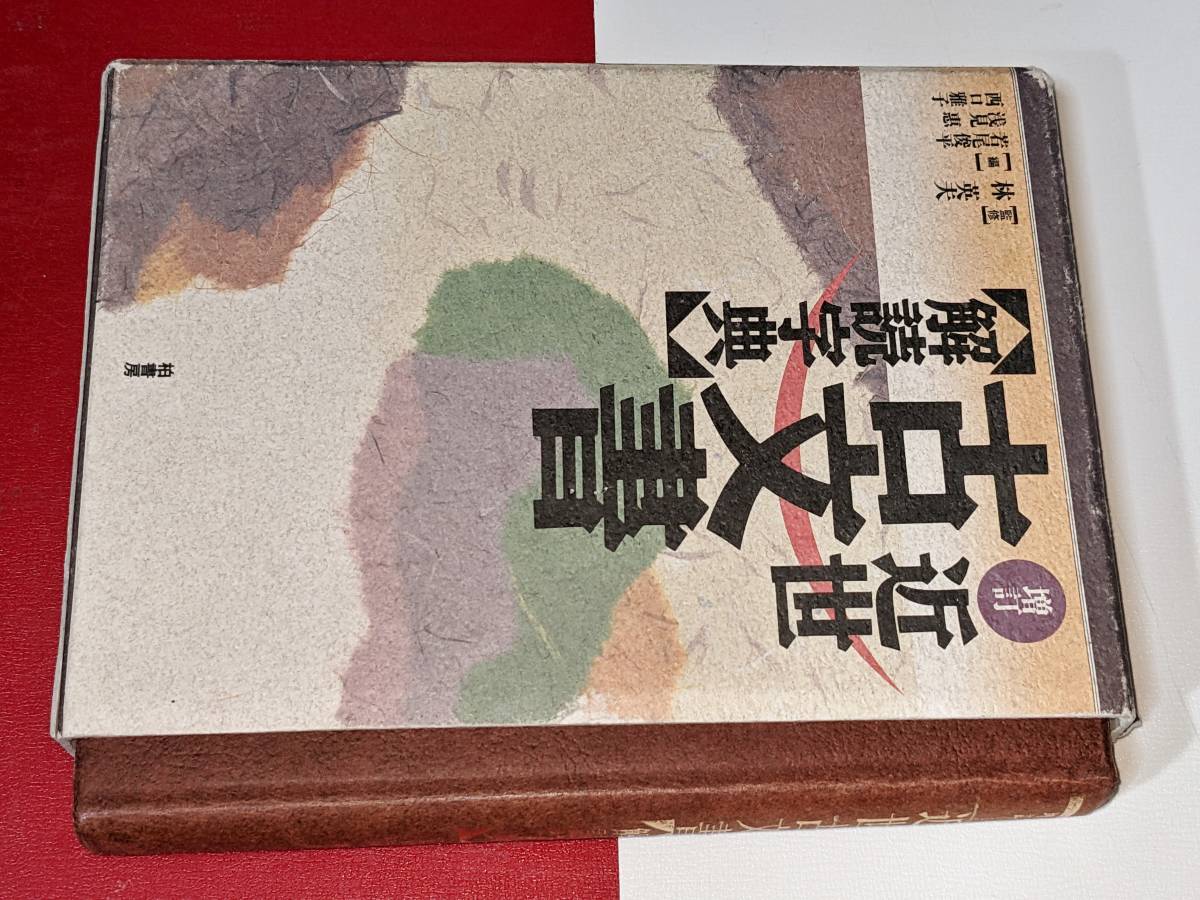 増訂
近世
古文書
【解読字典】
【監修】
林 英夫
【編】
若尾俊平
浅見 恵
西口雅子
柏書房